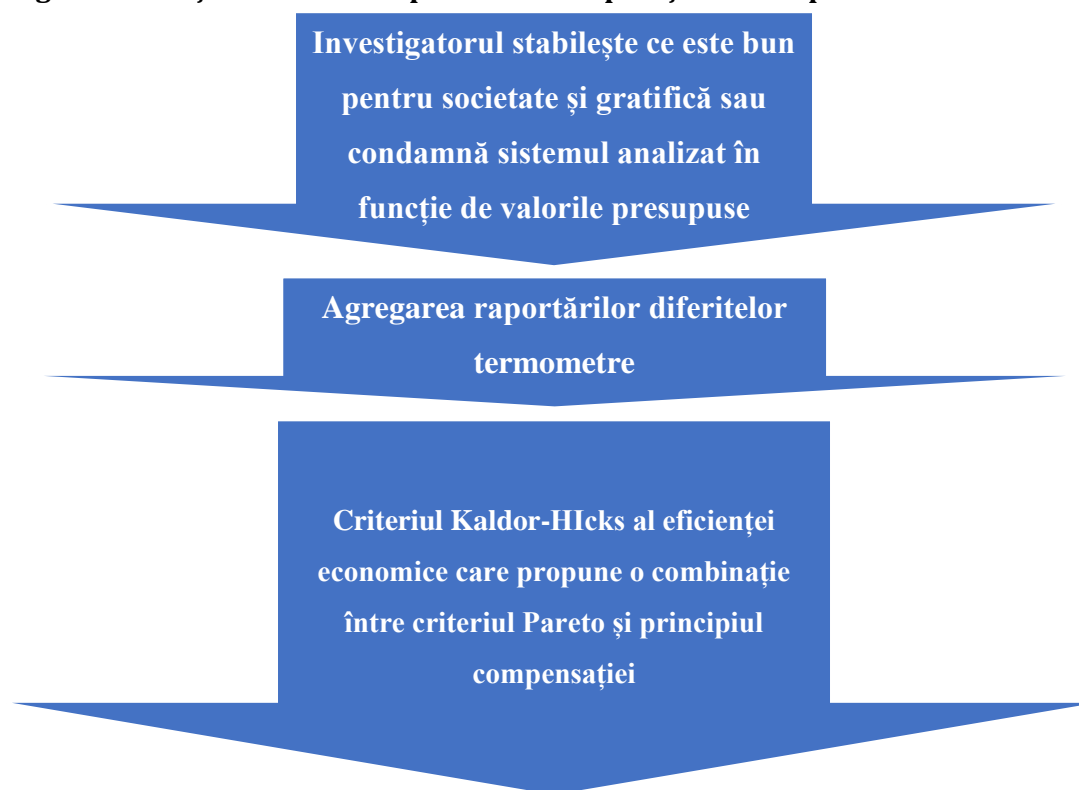 Investigatorul stabilește ce este bun
pentru societate și gratifică sau
condamnă sistemul analizat în
funcție de valorile presupuse
Agregarea raportărilor diferitelor
termometre
Criteriul Kaldor-HIcks al eficienței
economice care propune o combinație
între criteriul Pareto și principiul
compensației